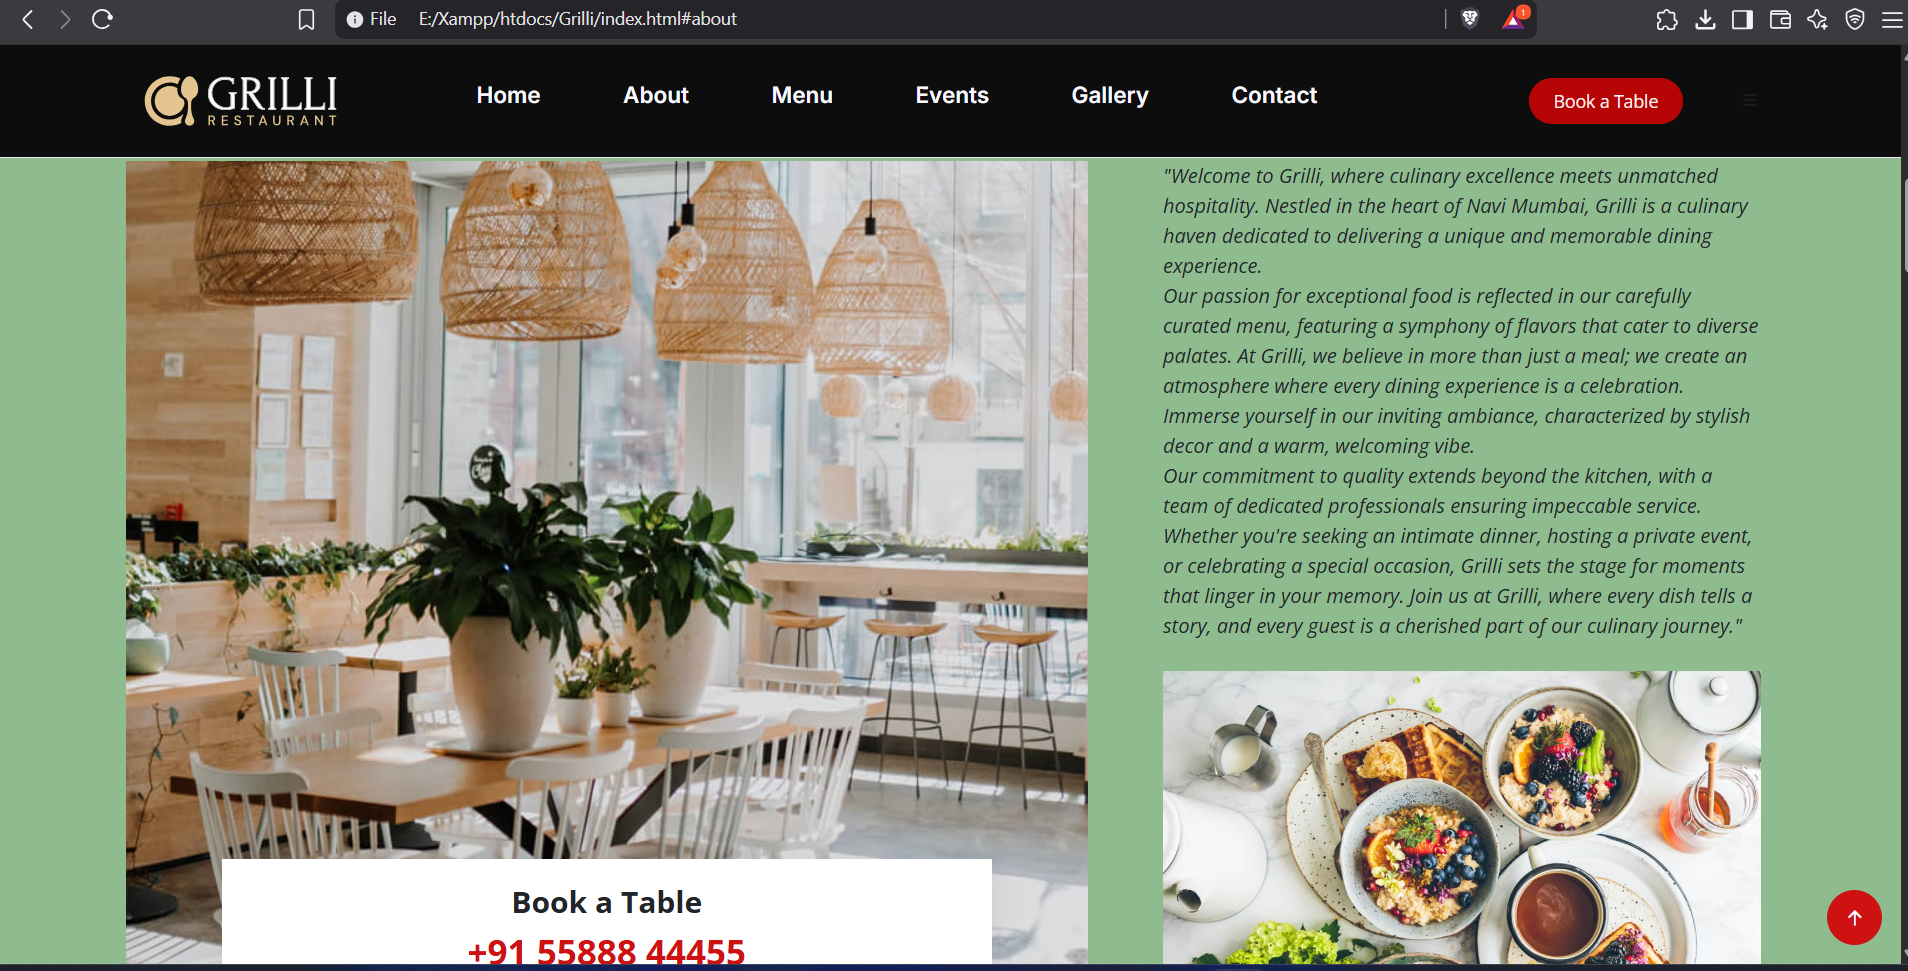 File E:/Xampp/htdocs/Grilli/index.html#about
1
GRILLI
RESTAURANT
Home About Menu Events Gallery Contact
Book a Table
"Welcome to Grilli, where culinary excellence meets unmatched
hospitality. Nestled in the heart of Navi Mumbai, Grilli is a culinary
haven dedicated to delivering a unique and memorable dining
experience.
Our passion for exceptional food is reflected in our carefully
curated menu, featuring a symphony of flavors that cater to diverse
palates. At Grilli, we believe in more than just a meal; we create an
atmosphere where every dining experience is a celebration.
Immerse yourself in our inviting ambiance, characterized by stylish
decor and a warm, welcoming vibe.
Our commitment to quality extends beyond the kitchen, with a
team of dedicated professionals ensuring impeccable service.
Whether you're seeking an intimate dinner, hosting a private event,
or celebrating a special occasion, Grilli sets the stage for moments
that linger in your memory. Join us at Grilli, where every dish tells a
story, and every guest is a cherished part of our culinary journey."
Book a Table
+91 55888 44455